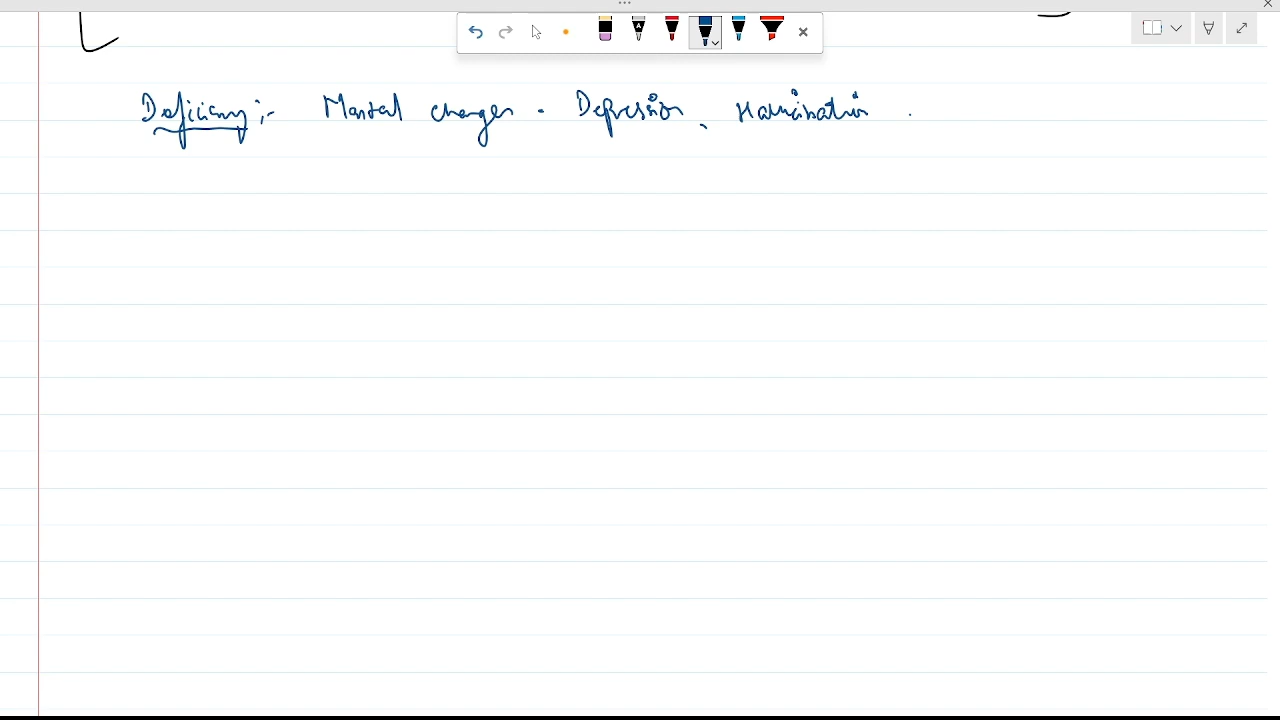 Deficiency :- Mental changes. Depression, Hallucination.